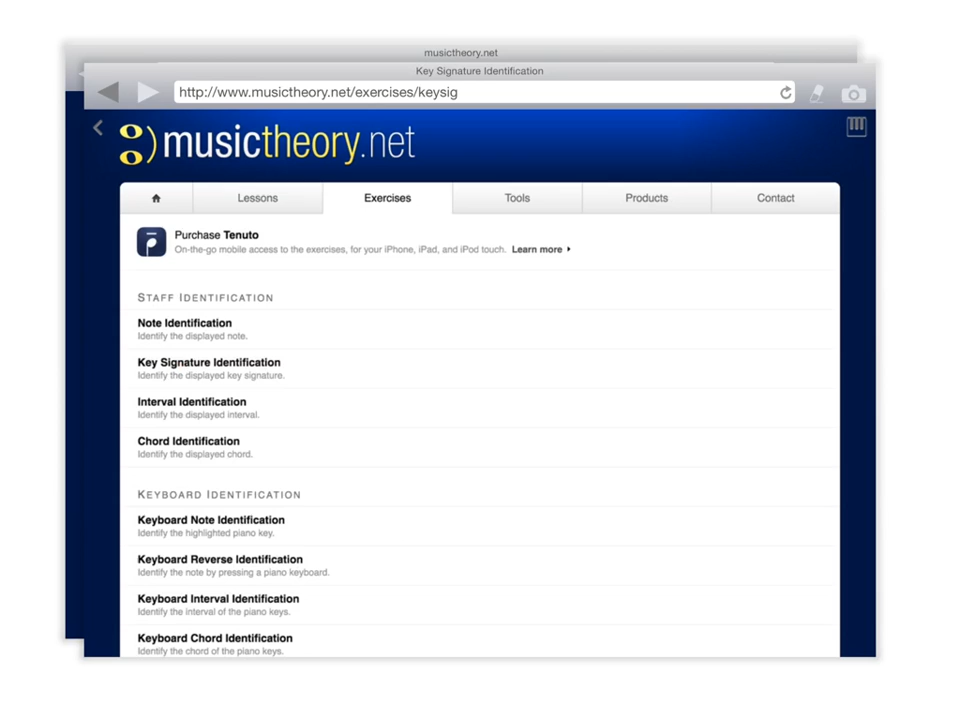 musictheory.net
Key Signature Identification
http://www.musictheory.net/exercises/keysig
musictheory.net
Lessons
Exercises
Tools
Products
Contact
Purchase Tenuto
On-the-go mobile access to the exercises, for your iPhone, iPad, and iPod touch. Learn more
STAFF IDENTIFICATION
Note Identification
Identify the displayed note.
Key Signature Identification
Identify the displayed key signature.
Interval Identification
Identify the displayed interval.
Chord Identification
Identify the displayed chord.
KEYBOARD IDENTIFICATION
Keyboard Note Identification
Identify the highlighted piano key.
Keyboard Reverse Identification
Identify the note by pressing a piano keyboard.
Keyboard Interval Identification
Identify the interval of the piano keys.
Keyboard Chord Identification
Identify the chord of the piano keys.